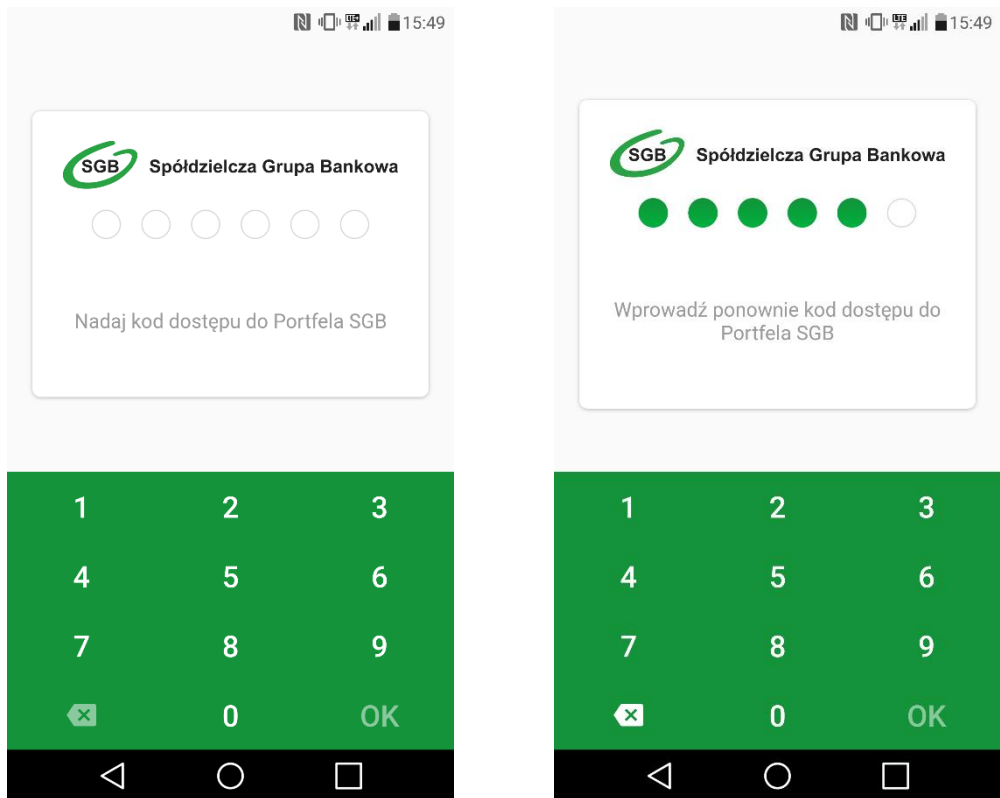 15:49
SGB Spółdzielcza Grupa Bankowa
Nadaj kod dostępu do Portfela SGB
1 2 3
4 5 6
7 8 9
0 OK
15:49
SGB Spółdzielcza Grupa Bankowa
Wprowadź ponownie kod dostępu do
Portfela SGB
1 2 3
4 5 6
7 8 9
0 OK